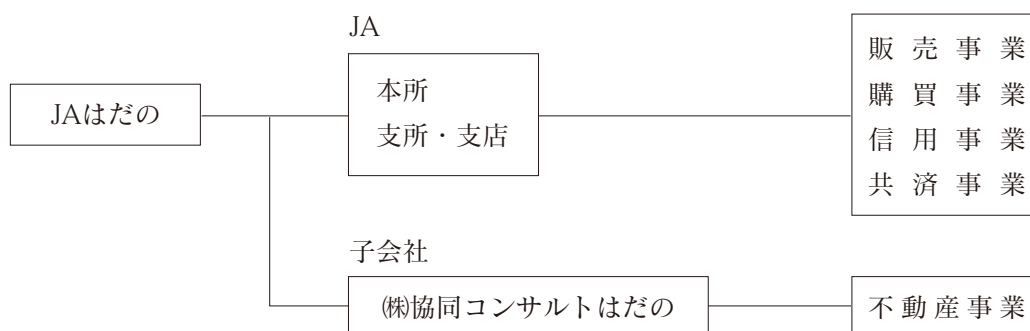 JA
JAはだの
本所
支所・支店
販売事業
購買事業
信用事業
共済事業
子会社
㈱協同コンサルトはだの
不動産事業